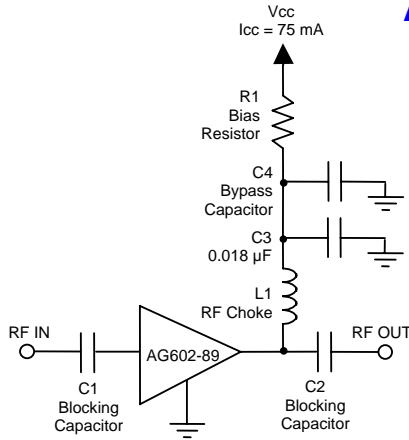 Vcc
Icc = 75 mA
R1
Bias
Resistor
C4
Bypass
Capacitor
C3
0.018 µF
L1
RF Choke
RF IN
RF OUT
AG602-89
C1
Blocking
Capacitor
C2
Blocking
Capacitor